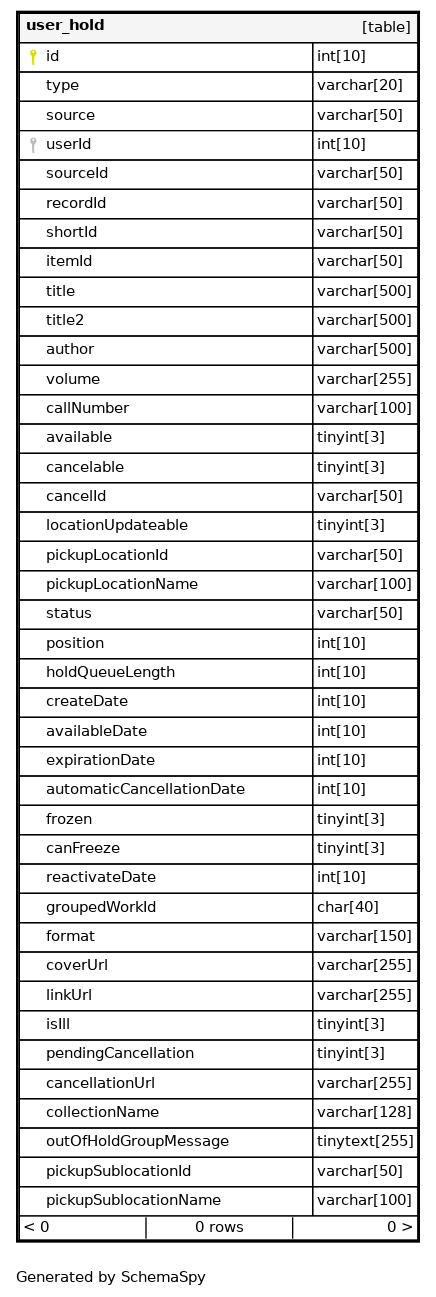 user_hold [table]
id int[10]
type varchar[20]
source varchar[50]
userId int[10]
sourceId varchar[50]
recordId varchar[50]
shortId varchar[50]
itemId varchar[50]
title varchar[500]
title2 varchar[500]
author varchar[500]
volume varchar[255]
callNumber varchar[100]
available tinyint[3]
cancelable tinyint[3]
cancelId varchar[50]
locationUpdateable tinyint[3]
pickupLocationId varchar[50]
pickupLocationName varchar[100]
status varchar[50]
position int[10]
holdQueueLength int[10]
createDate int[10]
availableDate int[10]
expirationDate int[10]
automaticCancellationDate int[10]
frozen tinyint[3]
canFreeze tinyint[3]
reactivateDate int[10]
groupedWorkId char[40]
format varchar[150]
coverUrl varchar[255]
linkUrl varchar[255]
isIll tinyint[3]
pendingCancellation tinyint[3]
cancellationUrl varchar[255]
collectionName varchar[128]
outOfHoldGroupMessage tinytext[255]
pickupSublocationId varchar[50]
pickupSublocationName varchar[100]
< 0 0 rows 0 >
Generated by SchemaSpy